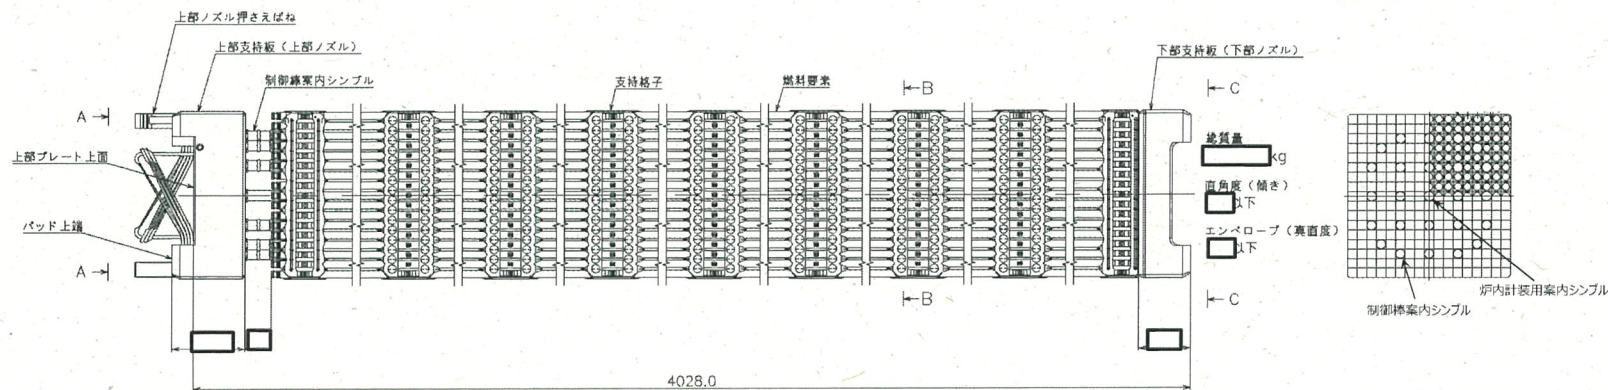 上部ノズル押さえばね
上部支持板（上部ノズル）
制御棒案内シンプル
支持格子
燃料要素
下部支持板（下部ノズル）
B
C
A
上部プレート上面
総質量
kg
直角度（傾き）
以下
パッド上端
エンベロープ（真直度）
以下
A
B
C
炉内計装用案内シンプル
制御棒案内シンプル
4028.0